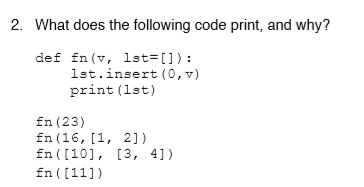 2. What does the following code print, and why?
def fn(v, lst=[]):
    lst.insert(0,v)
    print(lst)
fn(23)
fn(16,[1, 2])
fn([10], [3, 4])
fn([11])